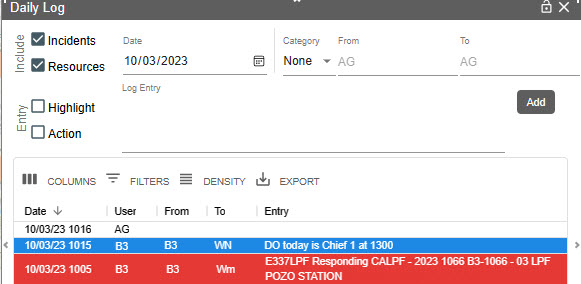 Daily Log
Include
Incidents
Resources
Date
10/03/2023
Category
None
From
AG
To
AG
Entry
Highlight
Action
Log Entry
Add
COLUMNS FILTERS DENSITY EXPORT
Date User From To Entry
10/03/23 1016 AG
10/03/23 1015 B3 B3 WN DO today is Chief 1 at 1300
10/03/23 1005 B3 B3 Wm E337LPF Responding CALPF - 2023 1066 B3-1066 - 03 LPF
POZO STATION